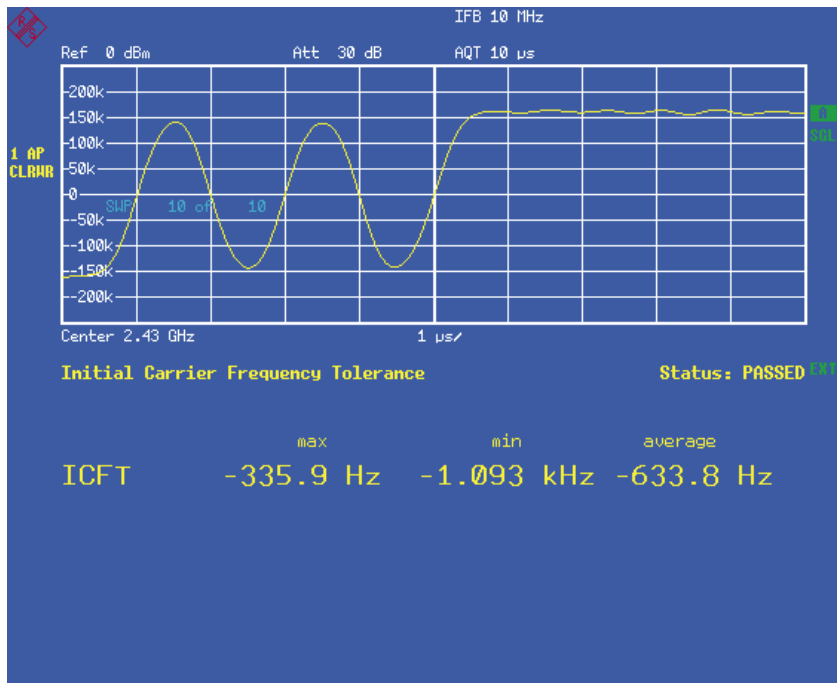 R S
IFB 10 MHz
Ref 0 dBm Att 30 dB AQT 10 µs
200k
150k
100k
50k
0
-50k
-100k
-150k
-200k
A
SGL
1 AP
CLRWR
SWP 10 of 10
Center 2.43 GHz 1 µs/
Initial Carrier Frequency Tolerance Status: PASSED EXT
max min average
ICFT -335.9 Hz -1.093 kHz -633.8 Hz